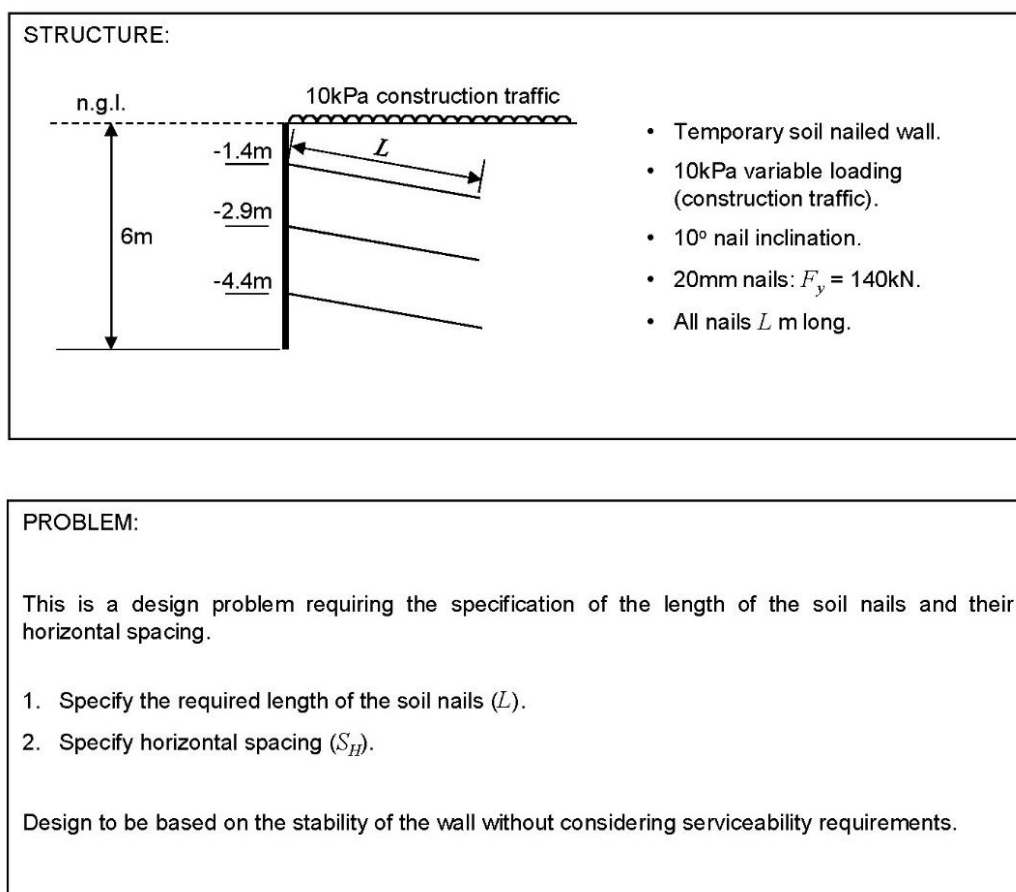 STRUCTURE:
10kPa construction traffic
n.g.l.
L
-1.4m
-2.9m
6m
-4.4m
• Temporary soil nailed wall.
• 10kPa variable loading
(construction traffic).
• 10° nail inclination.
• 20mm nails: Fy = 140kN.
• All nails L m long.
PROBLEM:
This is a design problem requiring the specification of the length of the soil nails and their
horizontal spacing.
1. Specify the required length of the soil nails (L).
2. Specify horizontal spacing (SH).
Design to be based on the stability of the wall without considering serviceability requirements.